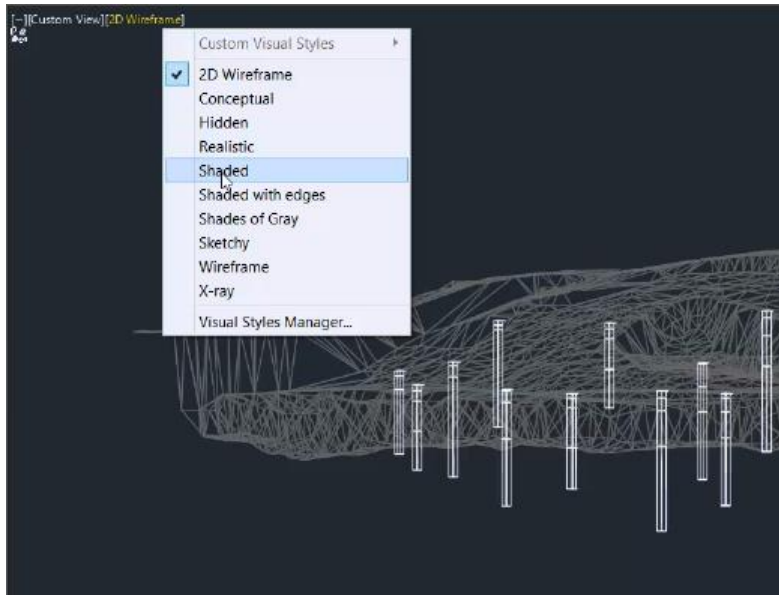 [−][Custom View][2D Wireframe]
Custom Visual Styles
2D Wireframe
Conceptual
Hidden
Realistic
Shaded
Shaded with edges
Shades of Gray
Sketchy
Wireframe
X-ray
Visual Styles Manager...